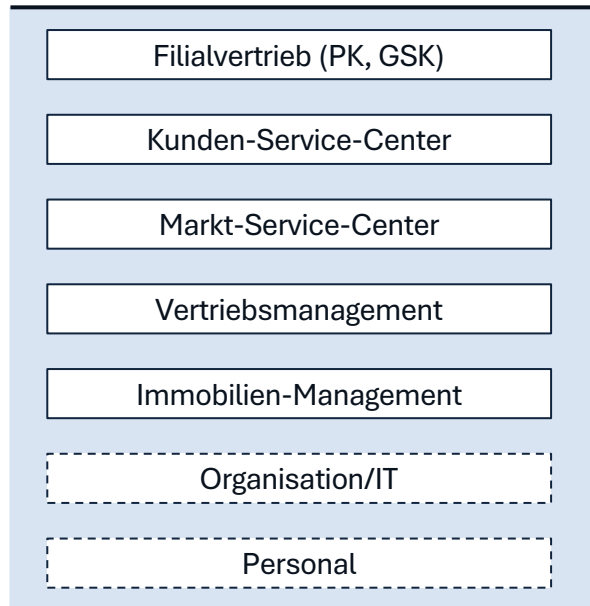 Filialvertrieb (PK, GSK)
Kunden-Service-Center
Markt-Service-Center
Vertriebsmanagement
Immobilien-Management
Organisation/IT
Personal